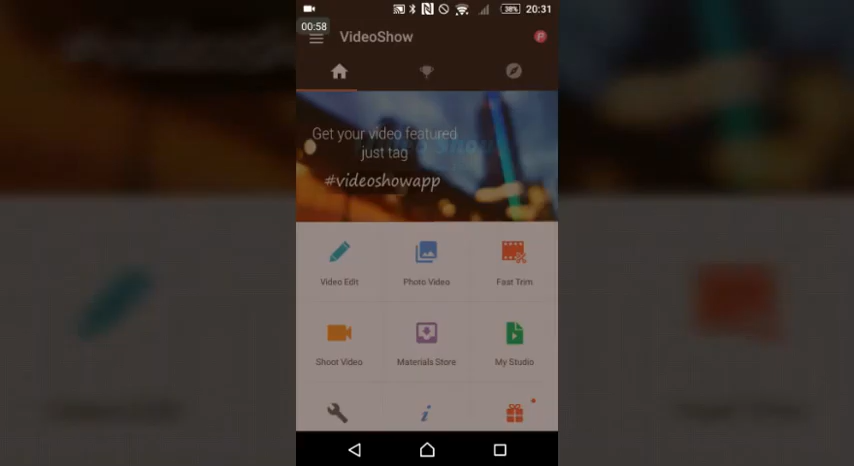 38% 20:31
00:58
VideoShow
Get your video featured
just tag
#videoshowapp
Video Edit
Photo Video
Fast Trim
Shoot Video
Materials Store
My Studio